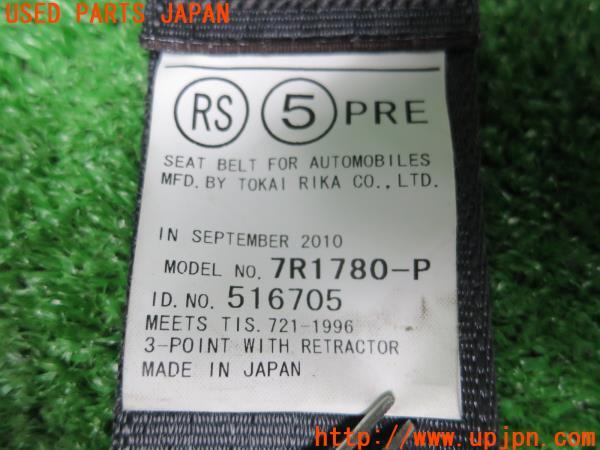 USED PARTS JAPAN
RS 5 PRE
SEAT BELT FOR AUTOMOBILES
MFD. BY TOKAI RIKA CO., LTD.
IN SEPTEMBER 2010
MODEL NO. 7R1780-P
ID. NO. 516705
MEETS TIS. 721-1996
3-POINT WITH RETRACTOR
MADE IN JAPAN
http://www.upjpn.com